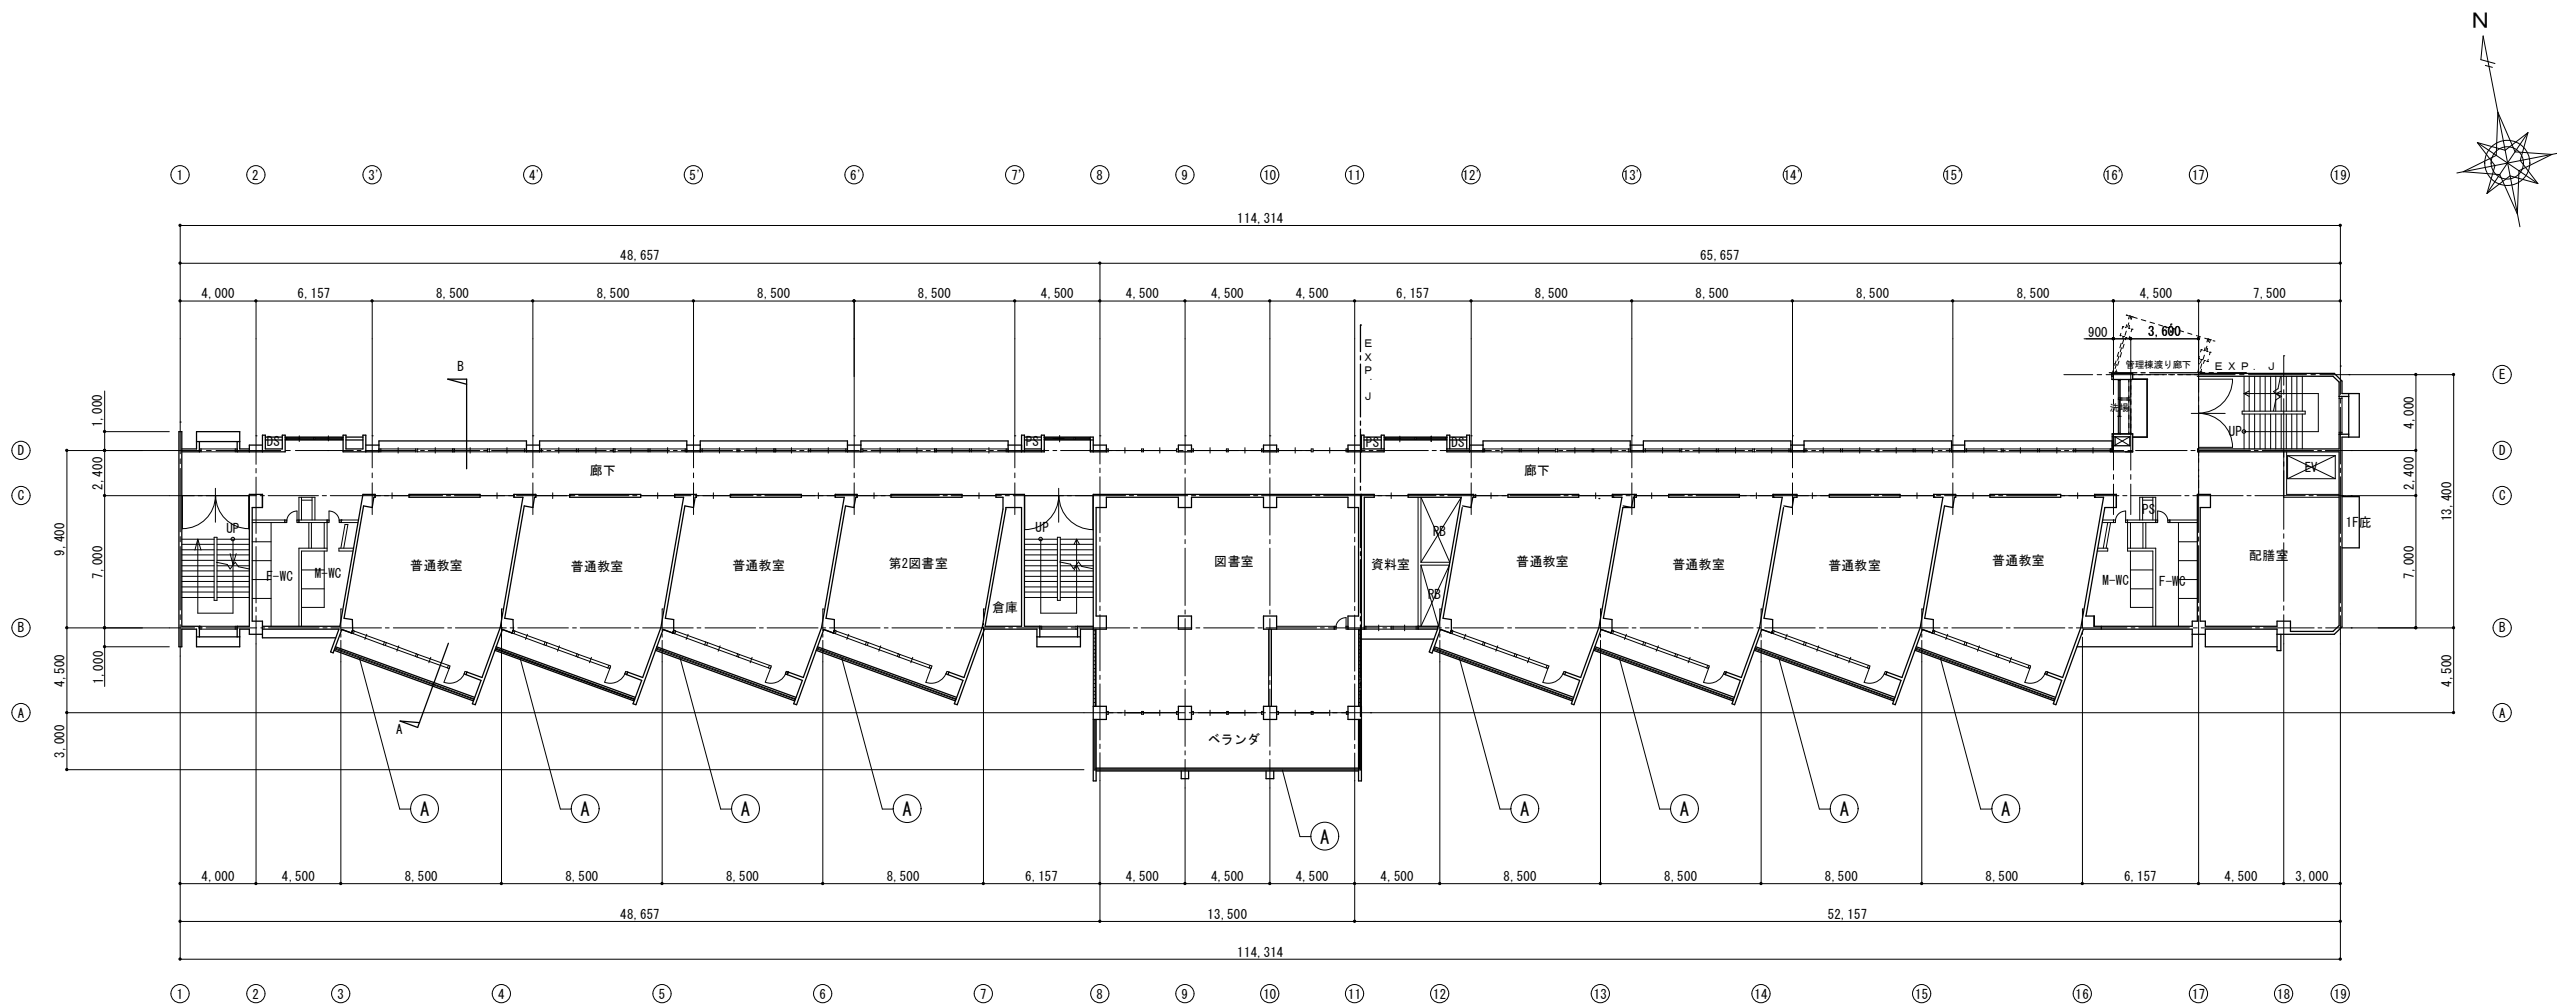 N
① ② ③' ④' ⑤' ⑥' ⑦' ⑧ ⑨ ⑩ ⑪ ⑫' ⑬' ⑭' ⑮' ⑯' ⑰ ⑲
114,314
48,657 65,657
4,000 6,157 8,500 8,500 8,500 8,500 4,500 4,500 4,500 4,500 6,157 8,500 8,500 8,500 8,500 4,500 7,500
900 3,600
EXP.J
管理棟渡り廊下 EXP.J
B
E E
1,000
4,000
洗場
UP
DS PS PS DS
D D
廊下 廊下
2,400
2,400
EV
C C
UP UP
PS
1F庇
9,400
7,000
13,400
7,000
F-WC M-WC
普通教室 普通教室 普通教室 第2図書室
倉庫
図書室
資料室
RB
RB
普通教室 普通教室 普通教室 普通教室
M-WC F-WC
配膳室
B B
1,000
4,500
4,500
A A
A
3,000
ベランダ
A A A A A A A A
A
4,000 4,500 8,500 8,500 8,500 8,500 6,157 4,500 4,500 4,500 4,500 8,500 8,500 8,500 8,500 6,157 4,500 3,000
48,657 13,500 52,157
114,314
① ② ③ ④ ⑤ ⑥ ⑦ ⑧ ⑨ ⑩ ⑪ ⑫ ⑬ ⑭ ⑮ ⑯ ⑰ ⑱ ⑲